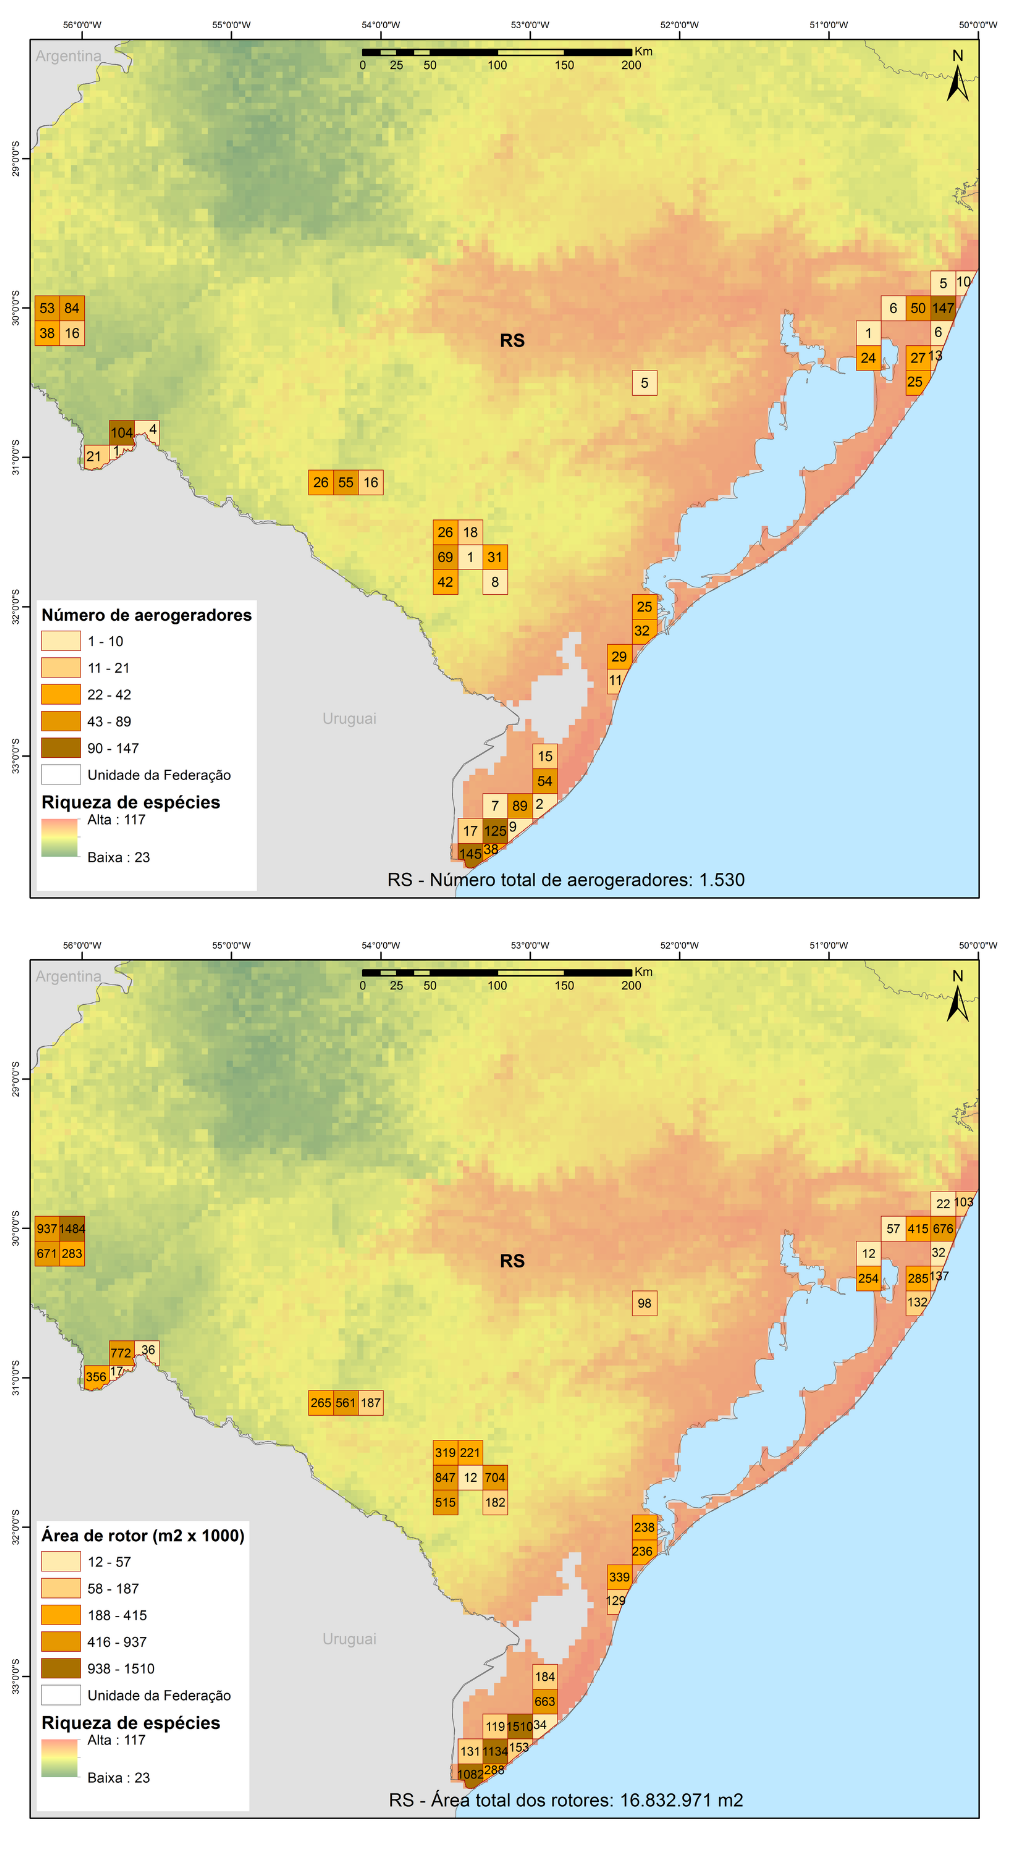 56°0'0"W 55°0'0"W 54°0'0"W 53°0'0"W 52°0'0"W 51°0'0"W 50°0'0"W
Argentina
Km
0 25 50 100 150 200
N
29°0'0"S
5 10
53 84
6 50 147
30°0'0"S
38 16
1 6
RS
24 27 13
5
25
104 4
21 1
31°0'0"S
26 55 16
26 18
69 1 31
42 8
32°0'0"S
25
32
29
11
Número de aerogeradores
1 - 10
11 - 21
22 - 42
43 - 89
90 - 147
Unidade da Federação
Riqueza de espécies
Alta : 117
Baixa : 23
Uruguai
33°0'0"S
15
54
7 89 2
17 125 9
145 38
RS - Número total de aerogeradores: 1.530
56°0'0"W 55°0'0"W 54°0'0"W 53°0'0"W 52°0'0"W 51°0'0"W 50°0'0"W
Argentina
Km
0 25 50 100 150 200
N
29°0'0"S
22 103
937 1484
57 415 676
30°0'0"S
671 283
12 32
RS
254 285 137
98
132
772 36
356 17
31°0'0"S
265 561 187
319 221
847 12 704
515 182
32°0'0"S
238
236
339
129
Área de rotor (m2 x 1000)
12 - 57
58 - 187
188 - 415
416 - 937
938 - 1510
Unidade da Federação
Riqueza de espécies
Alta : 117
Baixa : 23
Uruguai
33°0'0"S
184
663
119 1510 34
131 1134 153
1082 288
RS - Área total dos rotores: 16.832.971 m2